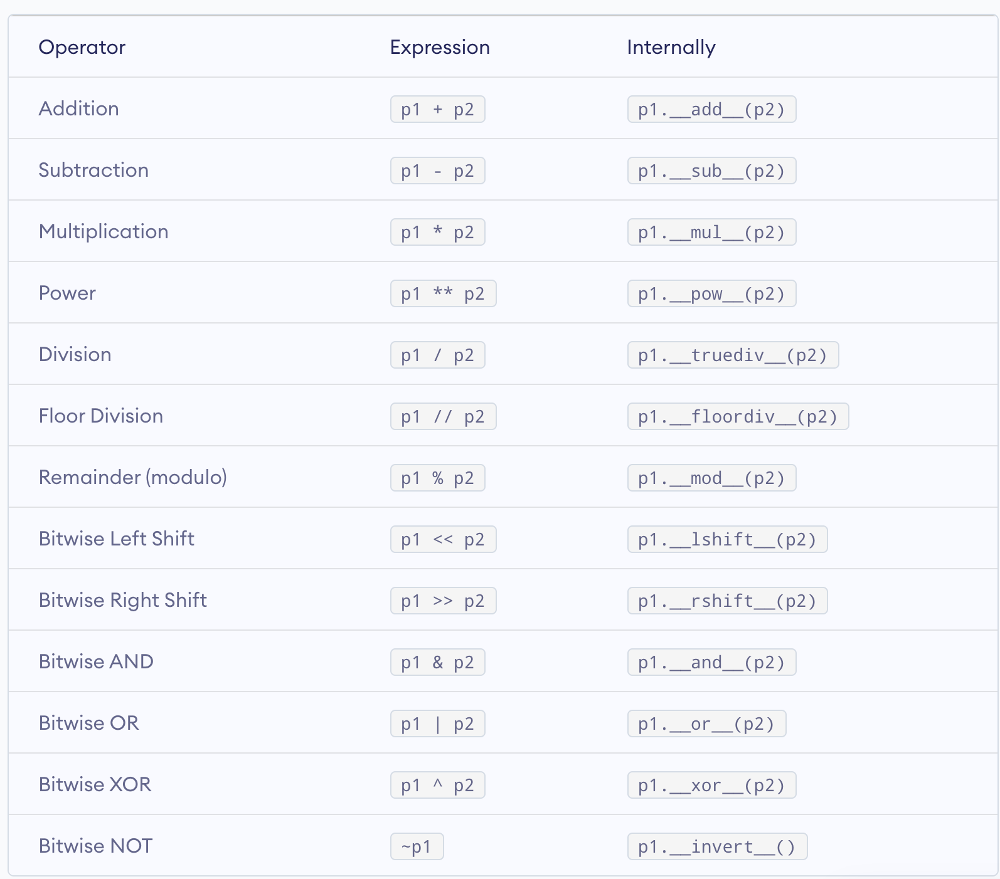 Operator Expression Internally
Addition p1 + p2 p1.__add__(p2)
Subtraction p1 - p2 p1.__sub__(p2)
Multiplication p1 * p2 p1.__mul__(p2)
Power p1 ** p2 p1.__pow__(p2)
Division p1 / p2 p1.__truediv__(p2)
Floor Division p1 // p2 p1.__floordiv__(p2)
Remainder (modulo) p1 % p2 p1.__mod__(p2)
Bitwise Left Shift p1 << p2 p1.__lshift__(p2)
Bitwise Right Shift p1 >> p2 p1.__rshift__(p2)
Bitwise AND p1 & p2 p1.__and__(p2)
Bitwise OR p1 | p2 p1.__or__(p2)
Bitwise XOR p1 ^ p2 p1.__xor__(p2)
Bitwise NOT ~p1 p1.__invert__()